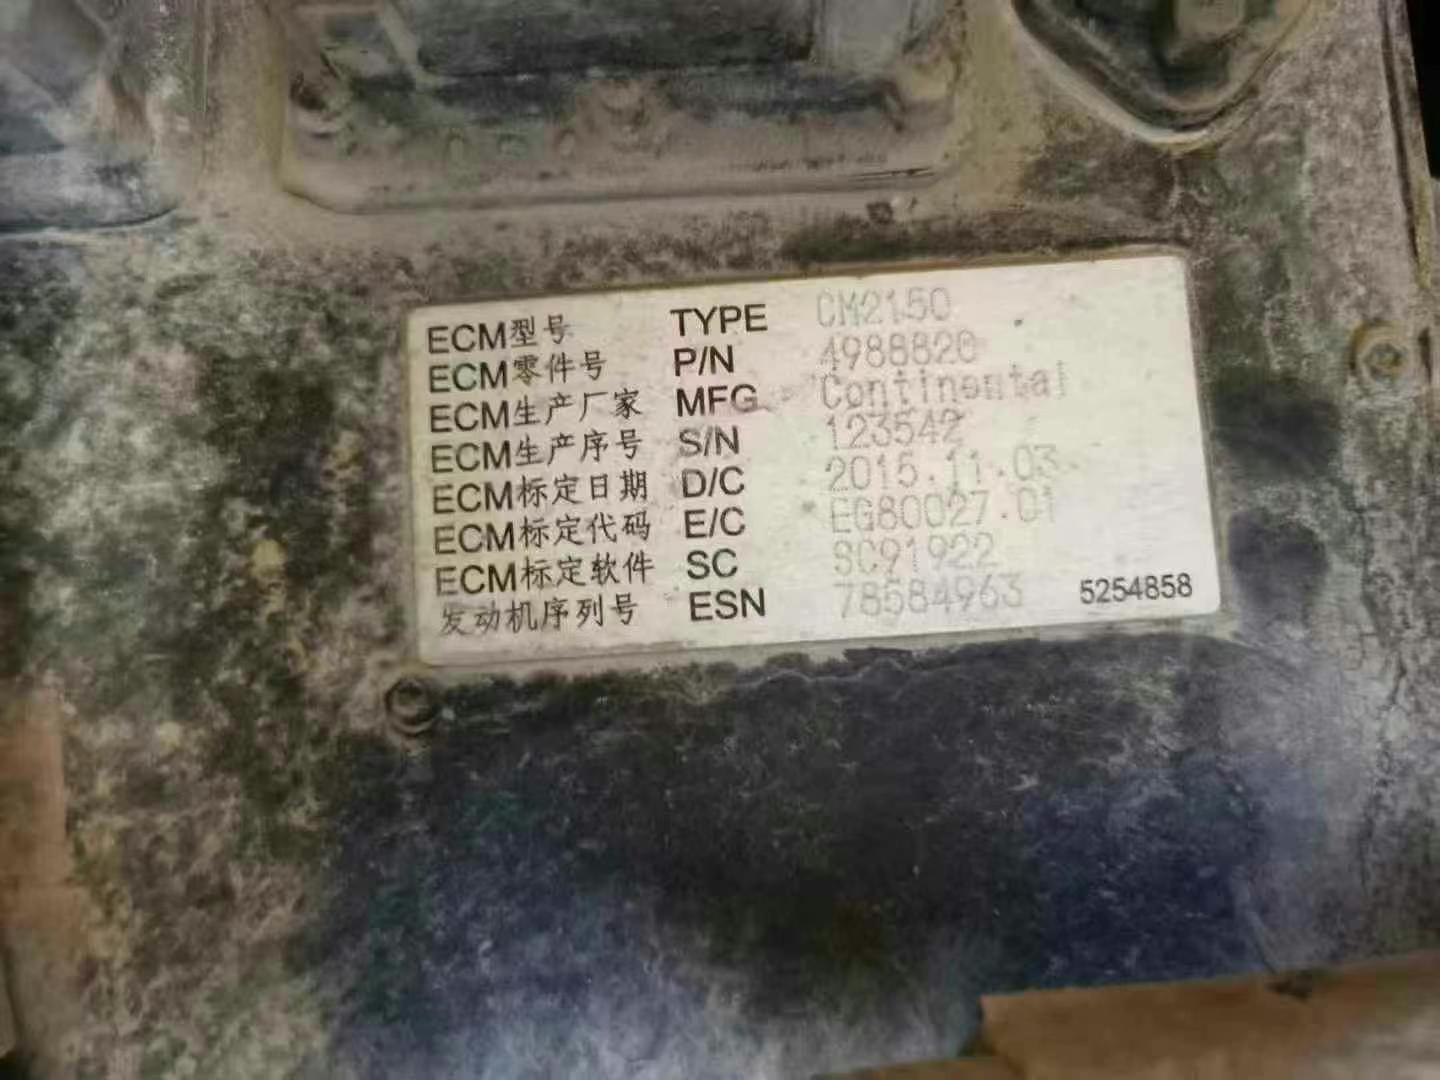 ECM型号 TYPE CM2150
ECM零件号 P/N 4988820
ECM生产厂家 MFG Continental
ECM生产序号 S/N 123542
ECM标定日期 D/C 2015.11.03
ECM标定代码 E/C EG80027.01
ECM标定软件 SC SC91922
发动机序列号 ESN 78584963 5254858